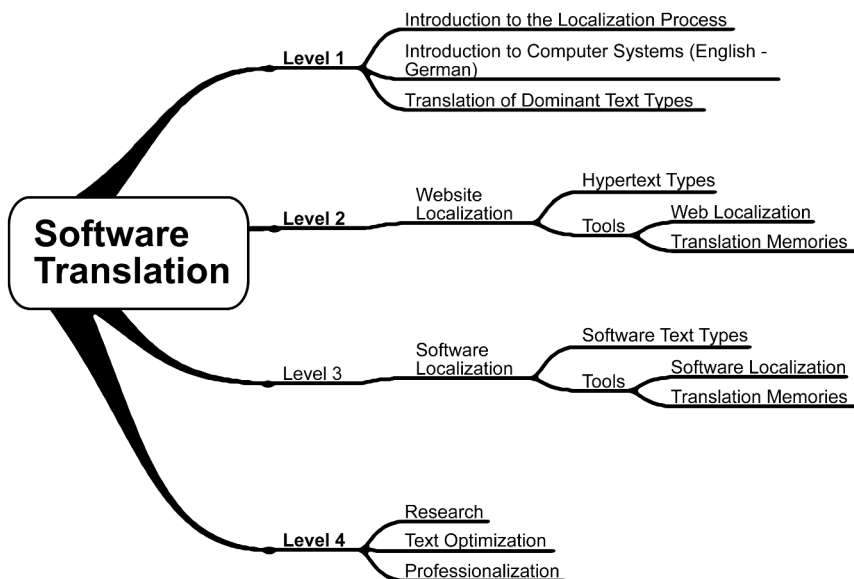 Software
Translation
Level 1
Introduction to the Localization Process
Introduction to Computer Systems (English -
German)
Translation of Dominant Text Types
Level 2
Website
Localization
Hypertext Types
Tools
Web Localization
Translation Memories
Level 3
Software
Localization
Software Text Types
Tools
Software Localization
Translation Memories
Level 4
Research
Text Optimization
Professionalization